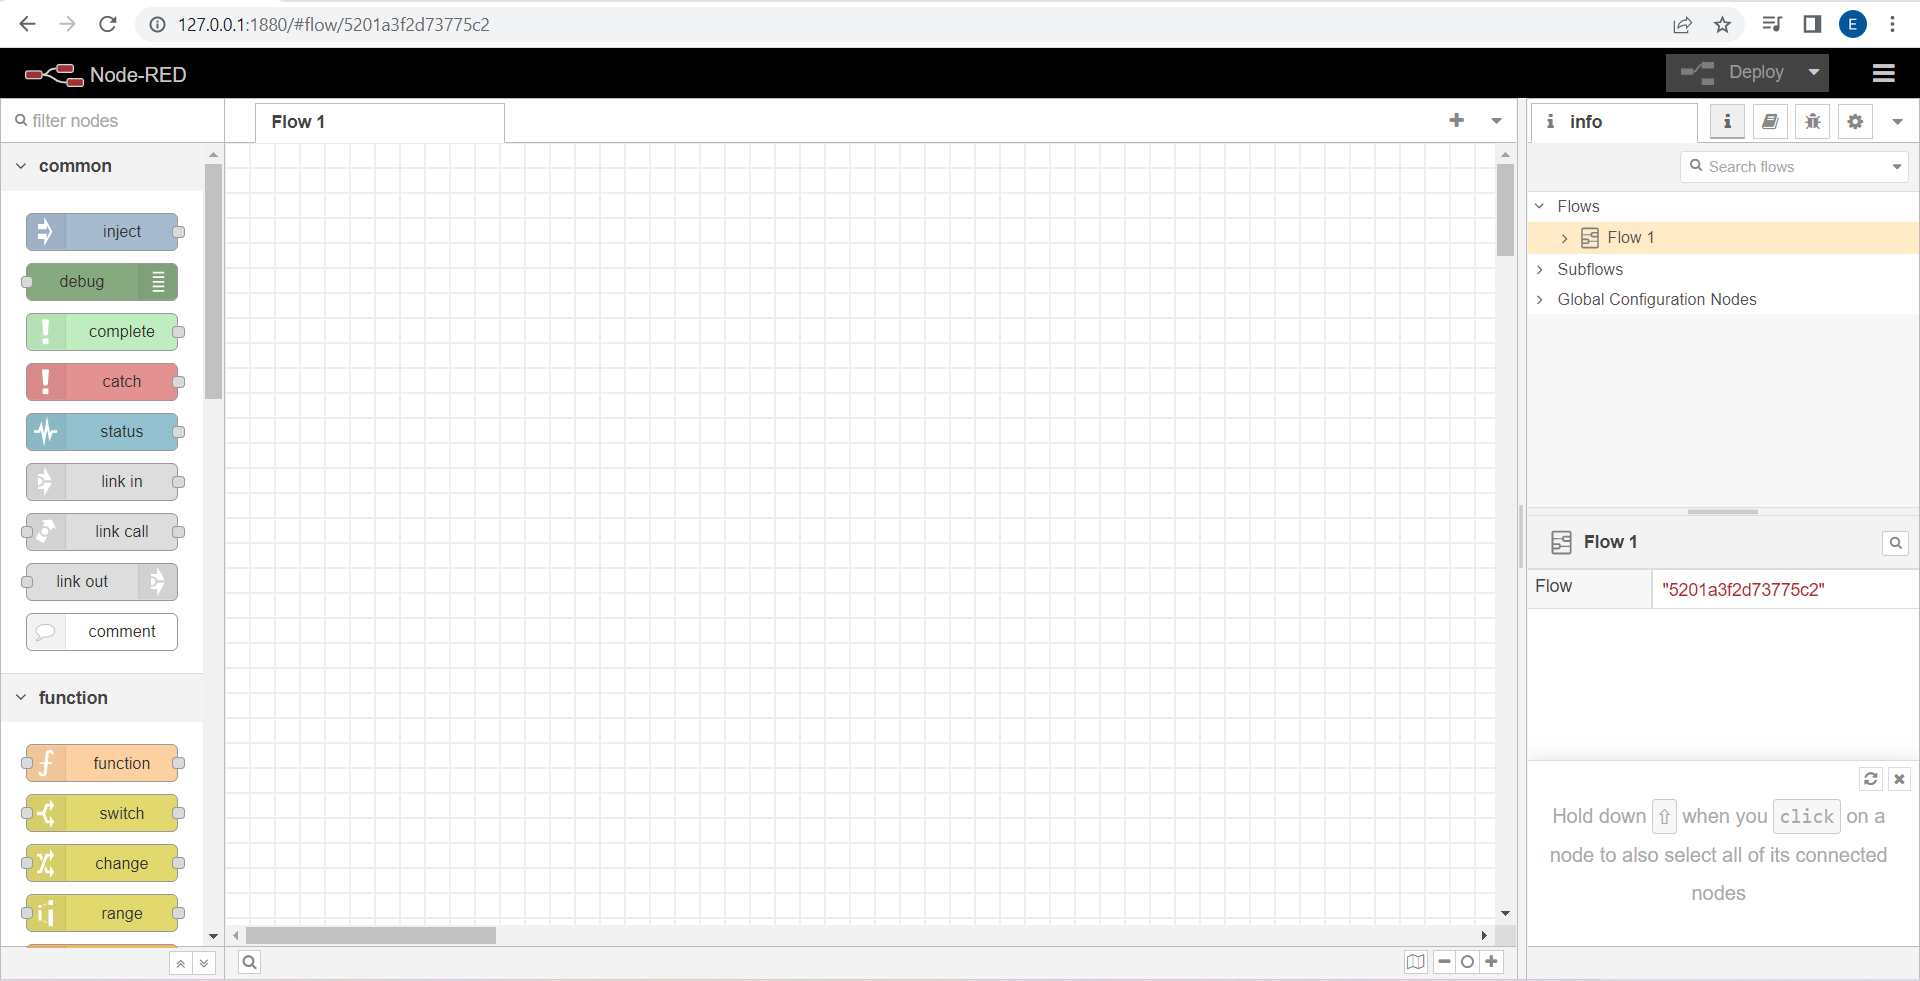 127.0.0.1:1880/#flow/5201a3f2d73775c2
E
Node-RED
Deploy
filter nodes
Flow 1
i info
i
common
Search flows
inject
debug
complete
catch
status
link in
link call
link out
comment
function
function
switch
change
range
Flows
Flow 1
Subflows
Global Configuration Nodes
Flow 1
Flow "5201a3f2d73775c2"
Hold down ⇧ when you click on a
node to also select all of its connected
nodes